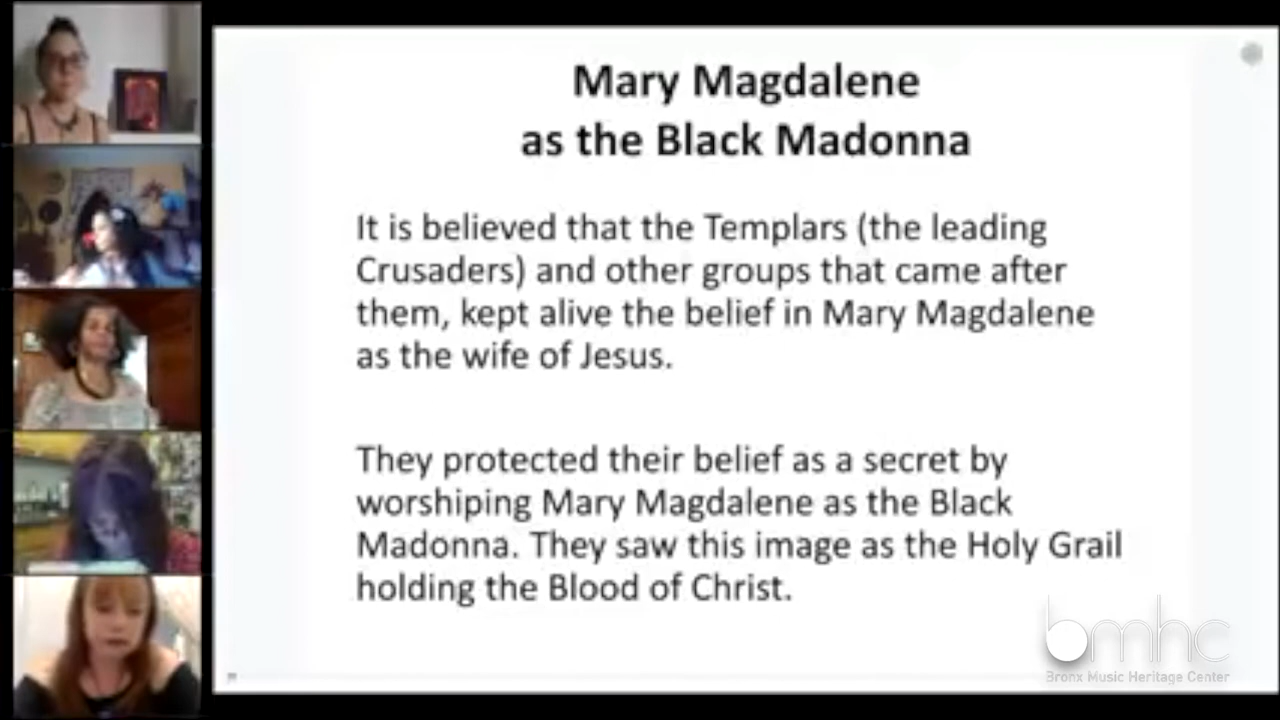 Mary Magdalene
as the Black Madonna
It is believed that the Templars (the leading
Crusaders) and other groups that came after
them, kept alive the belief in Mary Magdalene
as the wife of Jesus.
They protected their belief as a secret by
worshiping Mary Magdalene as the Black
Madonna. They saw this image as the Holy Grail
holding the Blood of Christ.
bmhc
Bronx Music Heritage Center